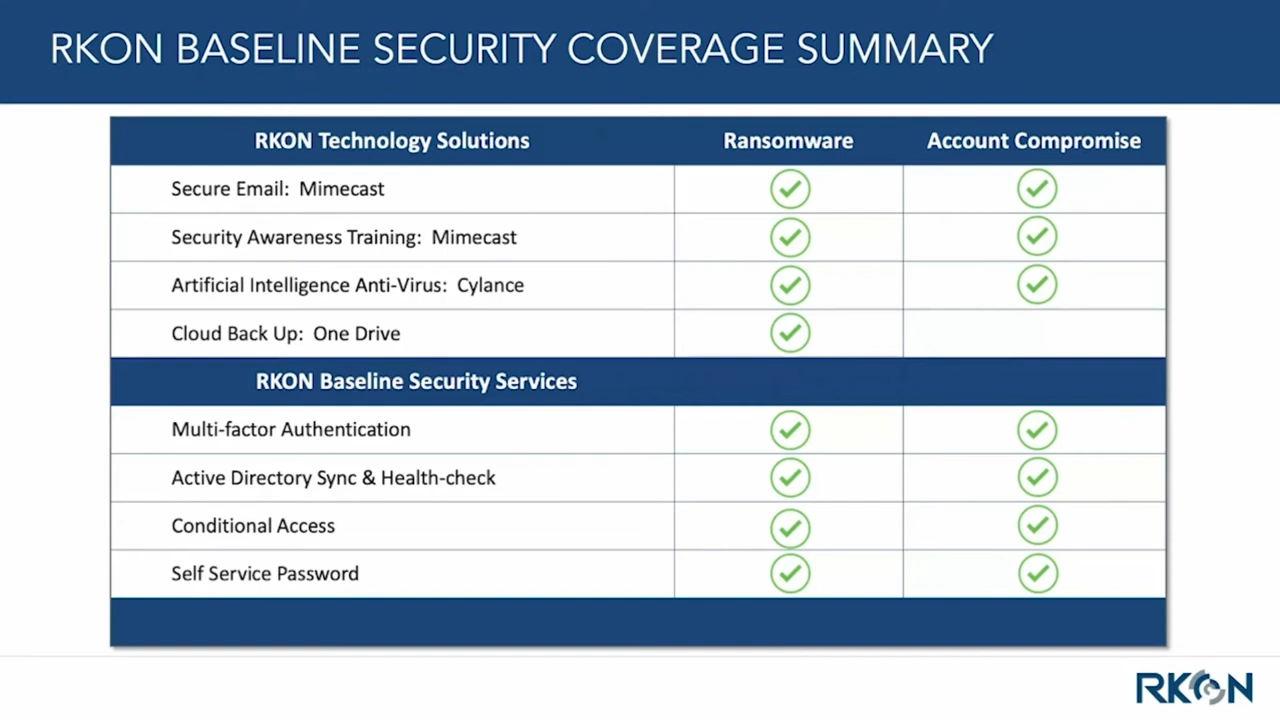 RKON BASELINE SECURITY COVERAGE SUMMARY
RKON Technology Solutions Ransomware Account Compromise
Secure Email: Mimecast
Security Awareness Training: Mimecast
Artificial Intelligence Anti-Virus: Cylance
Cloud Back Up: One Drive
RKON Baseline Security Services
Multi-factor Authentication
Active Directory Sync & Health-check
Conditional Access
Self Service Password
RKON